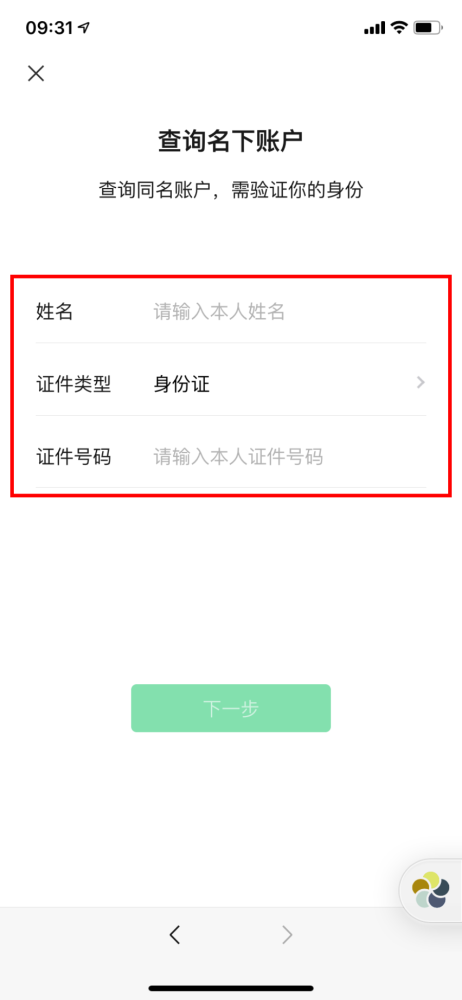 09:31
查询名下账户
查询同名账户，需验证你的身份
姓名 请输入本人姓名
证件类型 身份证
证件号码 请输入本人证件号码
下一步